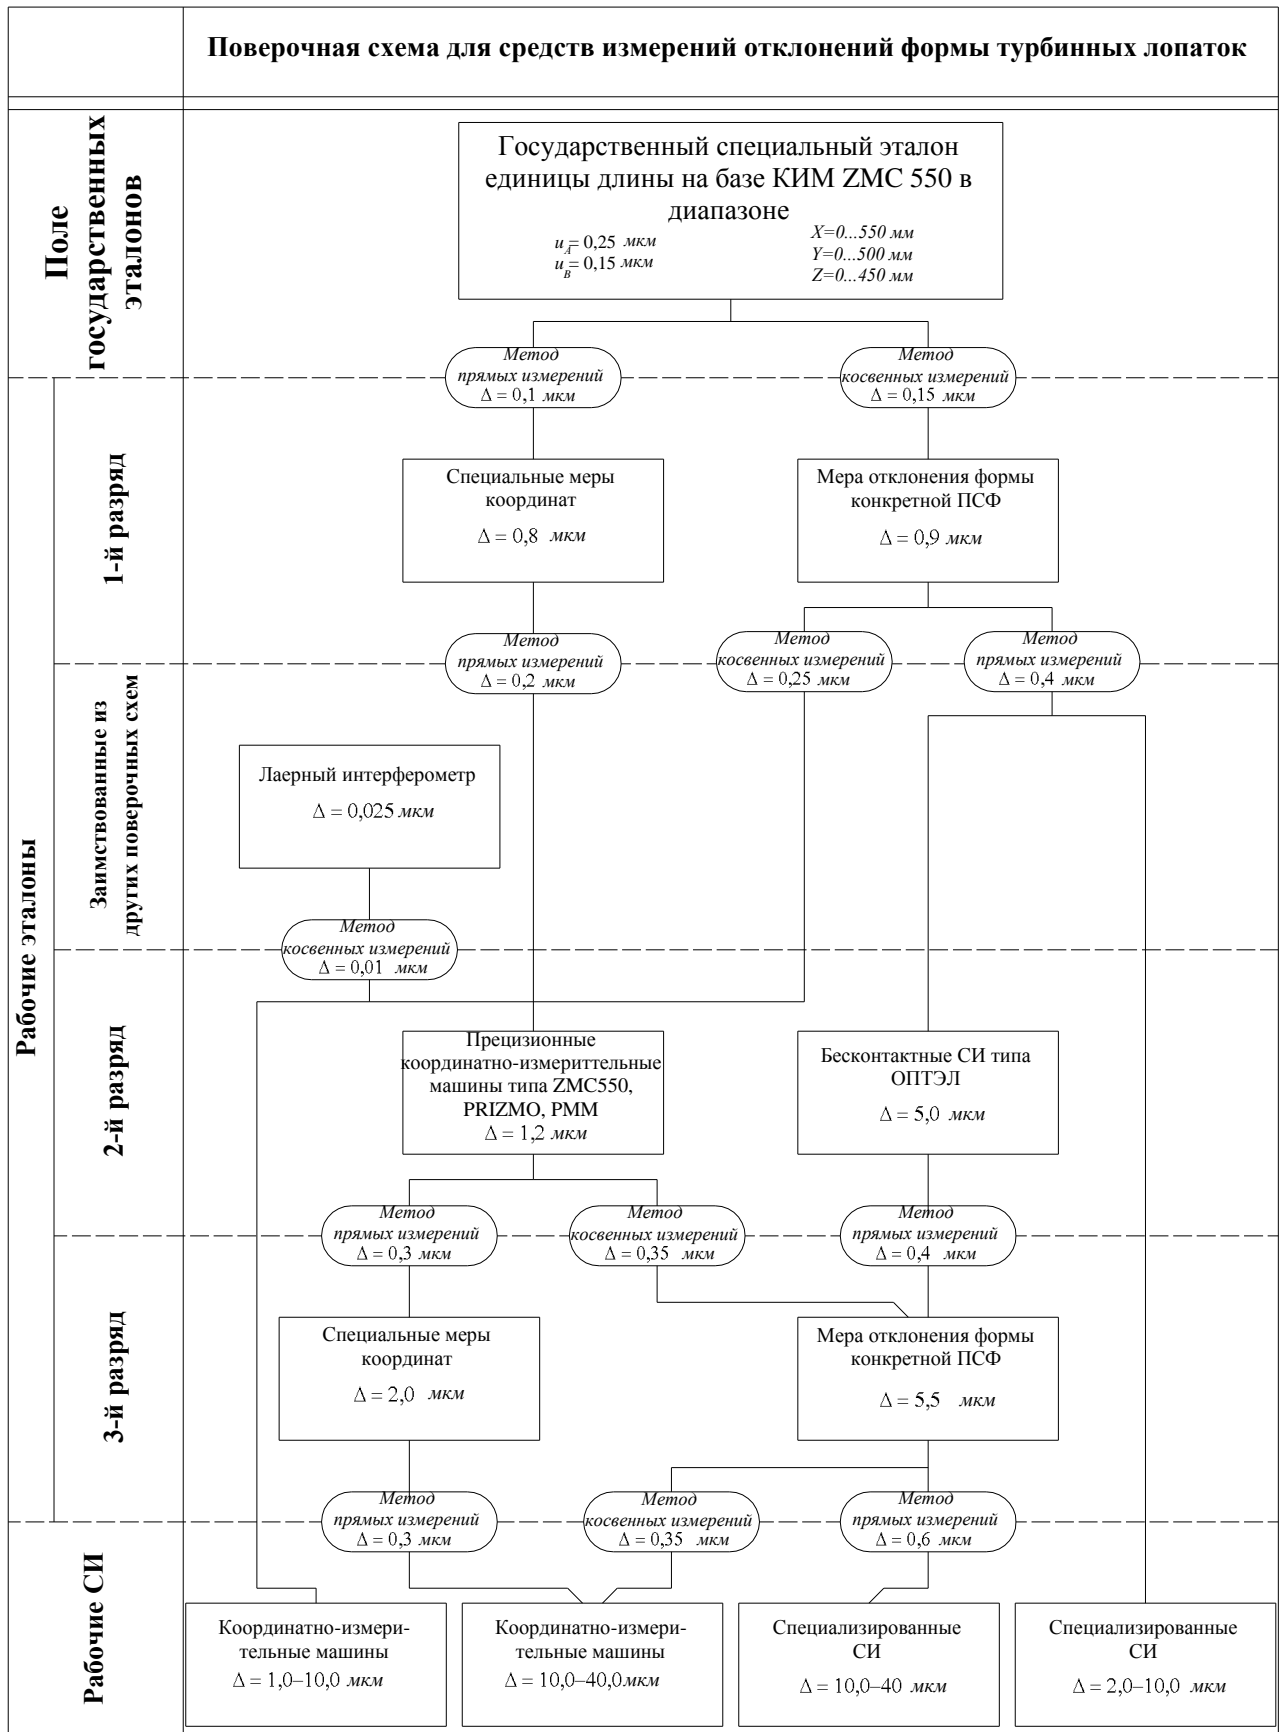 Поверочная схема для средств измерений отклонений формы турбинных лопаток
Поле
государственных
эталонов
Государственный специальный эталон
единицы длины на базе КИМ ZMC 550 в
диапазоне
u_A = 0,25 мкм
u_B = 0,15 мкм
X=0...550 мм
Y=0...500 мм
Z=0...450 мм
Метод
прямых измерений
Δ = 0,1 мкм
Метод
косвенных измерений
Δ = 0,15 мкм
Рабочие эталоны
1-й разряд
Специальные меры
координат
Δ = 0,8 мкм
Мера отклонения формы
конкретной ПСФ
Δ = 0,9 мкм
Метод
прямых измерений
Δ = 0,2 мкм
Метод
косвенных измерений
Δ = 0,25 мкм
Метод
прямых измерений
Δ = 0,4 мкм
Заимствованные из
других поверочных схем
Лаерный интерферометр
Δ = 0,025 мкм
Метод
косвенных измерений
Δ = 0,01 мкм
2-й разряд
Прецизионные
координатно-измериттельные
машины типа ZMC550,
PRIZMO, PMM
Δ = 1,2 мкм
Бесконтактные СИ типа
ОПТЭЛ
Δ = 5,0 мкм
Метод
прямых измерений
Δ = 0,3 мкм
Метод
косвенных измерений
Δ = 0,35 мкм
Метод
прямых измерений
Δ = 0,4 мкм
3-й разряд
Специальные меры
координат
Δ = 2,0 мкм
Мера отклонения формы
конкретной ПСФ
Δ = 5,5 мкм
Метод
прямых измерений
Δ = 0,3 мкм
Метод
косвенных измерений
Δ = 0,35 мкм
Метод
прямых измерений
Δ = 0,6 мкм
Рабочие СИ
Координатно-измери-
тельные машины
Δ = 1,0–10,0 мкм
Координатно-измери-
тельные машины
Δ = 10,0–40,0мкм
Специализированные
СИ
Δ = 10,0–40 мкм
Специализированные
СИ
Δ = 2,0–10,0 мкм